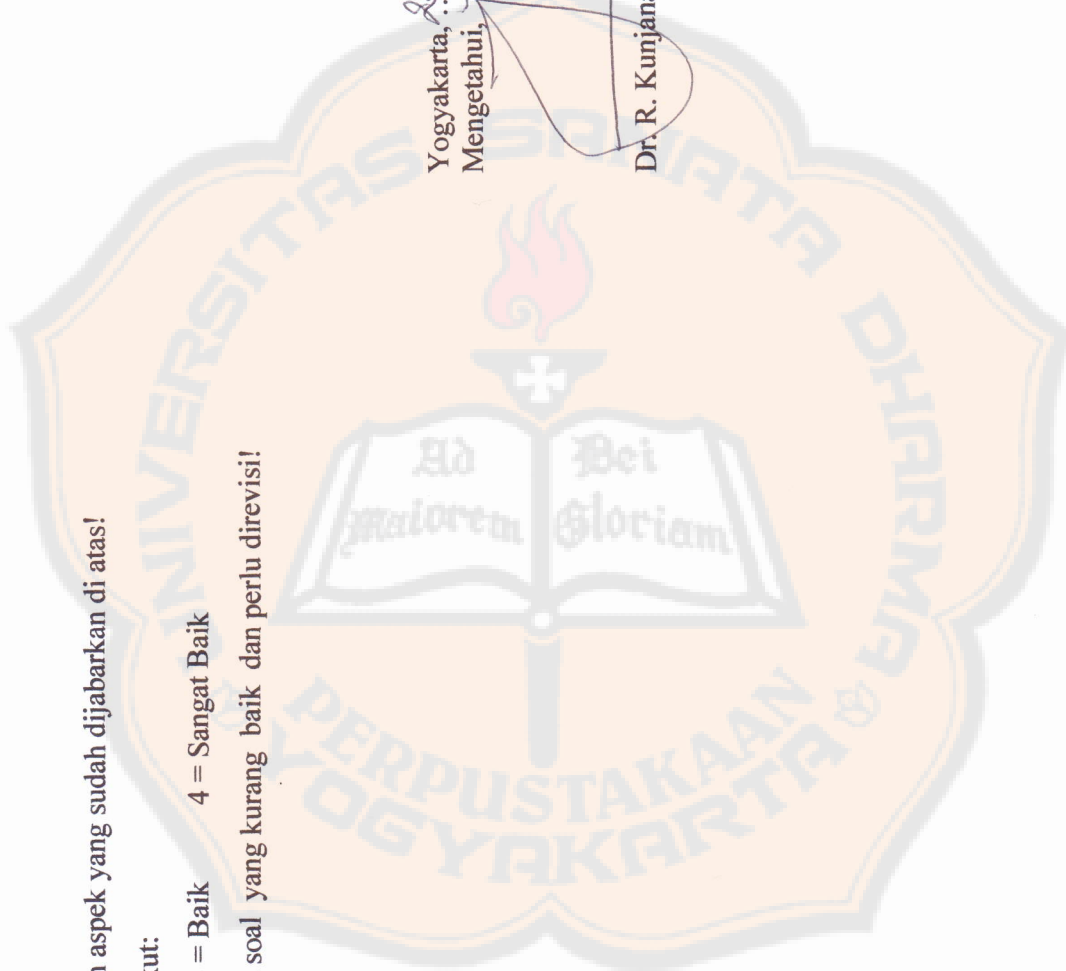 n aspek yang sudah dijabarkan di atas!
kut:
= Baik 4 = Sangat Baik
soal yang kurang baik dan perlu direvisi!
Yogyakarta,
Mengetahui,
Dr. R. Kunjana
UNIVERSITAS SANATA DHARMA
Ad Dei
maiorem Gloriam
PERPUSTAKAAN
YOGYAKARTA